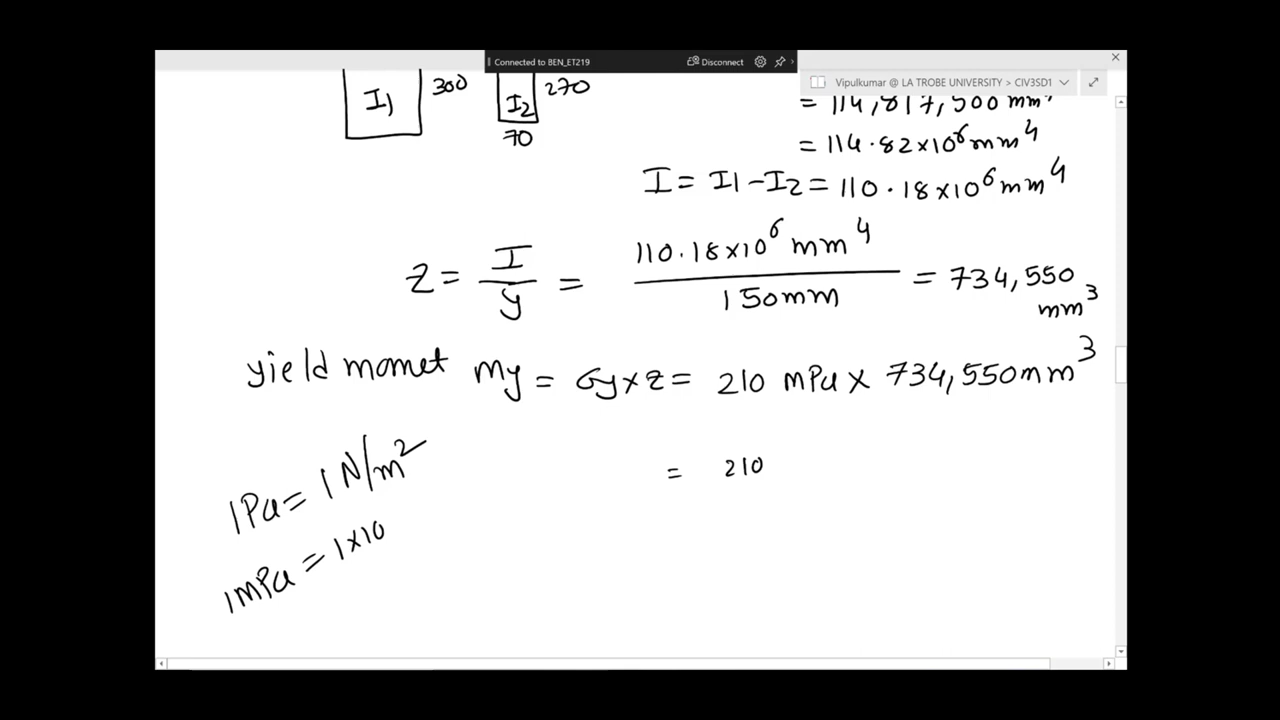 Connected to BEN_ET219 Disconnect
Vipulkumar @ LA TROBE UNIVERSITY > CIV3SD1
I1 300 I2 270
70
= 114,817,500 mm⁴
= 114.82×10⁶ mm⁴
I = I1 - I2 = 110.18×10⁶ mm⁴
Z = I/y = 110.18×10⁶ mm⁴ / 150mm = 734,550 mm³
yield momet my = σy × z = 210 mPa × 734,550mm³
= 210
1Pa = 1 N/m²
1mPa = 1×10